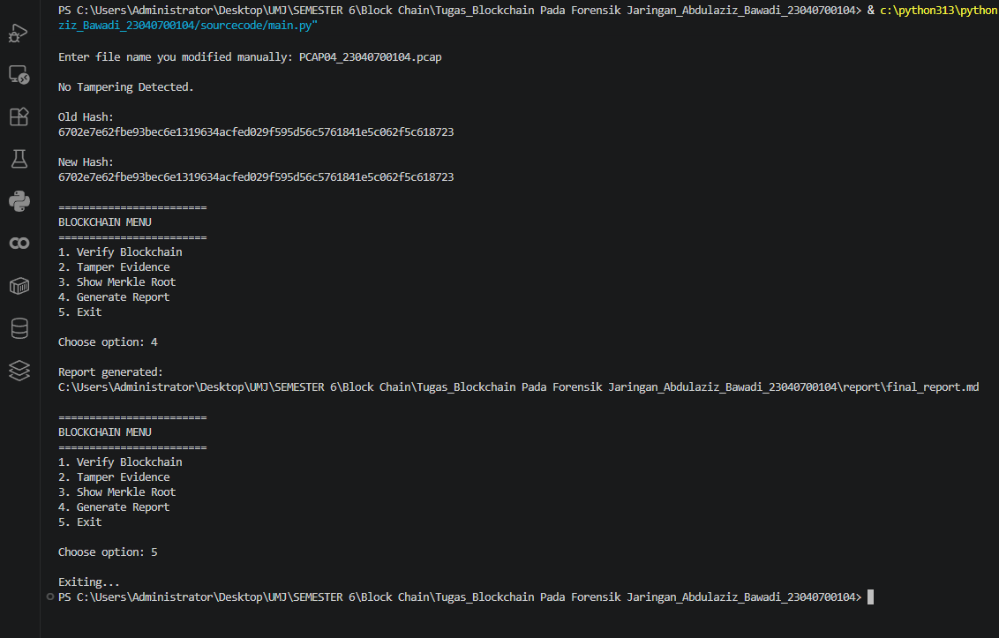 PS C:\Users\Administrator\Desktop\UMJ\SEMESTER 6\Block Chain\Tugas_Blockchain Pada Forensik Jaringan_Abdulaziz_Bawadi_23040700104> & c:\python313\python
ziz_Bawadi_23040700104/sourcecode/main.py"
Enter file name you modified manually: PCAP04_23040700104.pcap
No Tampering Detected.
Old Hash:
6702e7e62fbe93bec6e1319634acfed029f595d56c5761841e5c062f5c618723
New Hash:
6702e7e62fbe93bec6e1319634acfed029f595d56c5761841e5c062f5c618723
========================
BLOCKCHAIN MENU
========================
1. Verify Blockchain
2. Tamper Evidence
3. Show Merkle Root
4. Generate Report
5. Exit
Choose option: 4
Report generated:
C:\Users\Administrator\Desktop\UMJ\SEMESTER 6\Block Chain\Tugas_Blockchain Pada Forensik Jaringan_Abdulaziz_Bawadi_23040700104\report\final_report.md
========================
BLOCKCHAIN MENU
========================
1. Verify Blockchain
2. Tamper Evidence
3. Show Merkle Root
4. Generate Report
5. Exit
Choose option: 5
Exiting...
PS C:\Users\Administrator\Desktop\UMJ\SEMESTER 6\Block Chain\Tugas_Blockchain Pada Forensik Jaringan_Abdulaziz_Bawadi_23040700104>